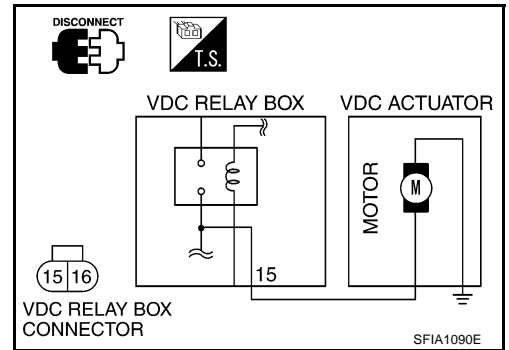 DISCONNECT
T.S.
VDC RELAY BOX
VDC ACTUATOR
MOTOR
M
15
15 16
VDC RELAY BOX
CONNECTOR
SFIA1090E